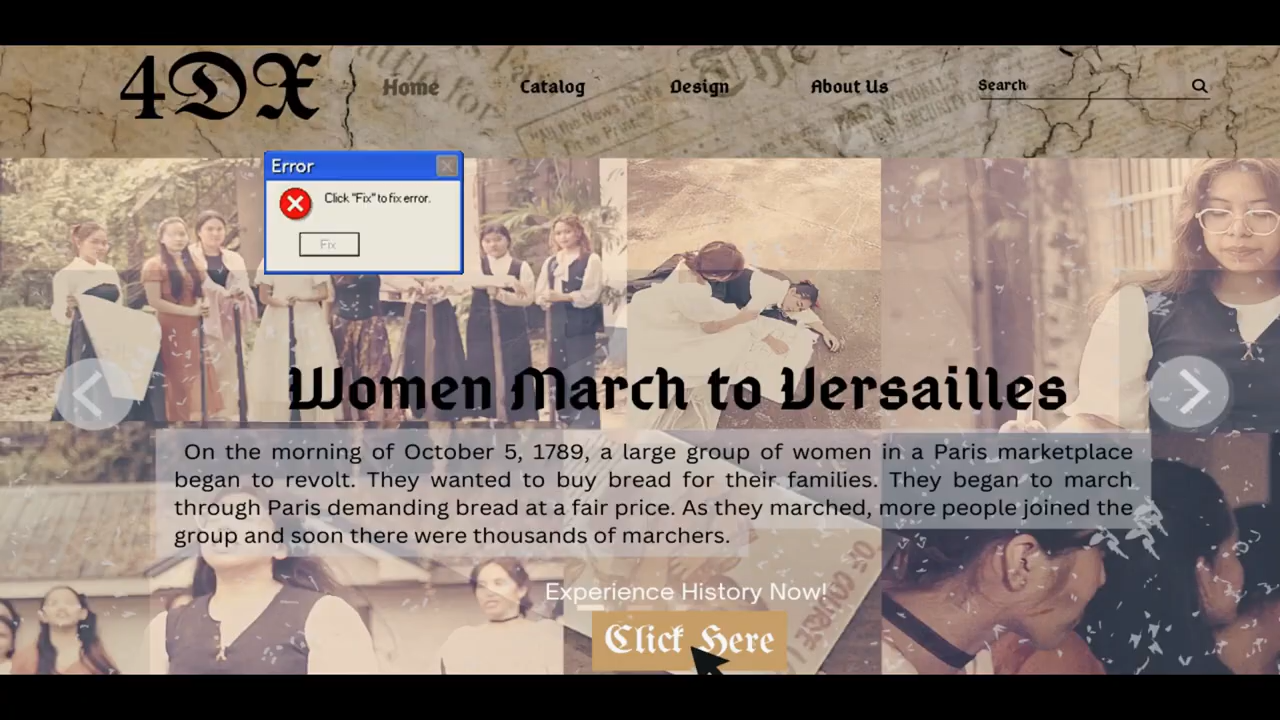 4DX
Home
Catalog
Design
About Us
Search
Error
Click "Fix" to fix error.
Fix
Women March to Versailles
On the morning of October 5, 1789, a large group of women in a Paris marketplace
began to revolt. They wanted to buy bread for their families. They began to march
through Paris demanding bread at a fair price. As they marched, more people joined the
group and soon there were thousands of marchers.
Experience History Now!
Click Here